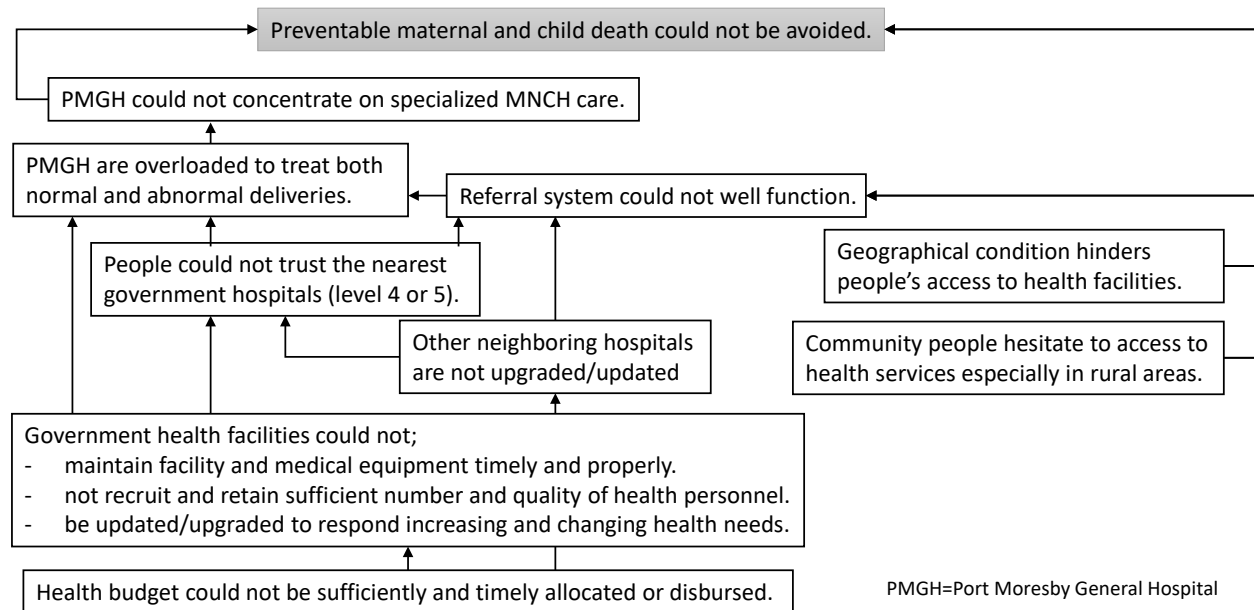 Preventable maternal and child death could not be avoided.
PMGH could not concentrate on specialized MNCH care.
PMGH are overloaded to treat both
normal and abnormal deliveries.
Referral system could not well function.
People could not trust the nearest
government hospitals (level 4 or 5).
Geographical condition hinders
people’s access to health facilities.
Other neighboring hospitals
are not upgraded/updated
Community people hesitate to access to
health services especially in rural areas.
Government health facilities could not;
- maintain facility and medical equipment timely and properly.
- not recruit and retain sufficient number and quality of health personnel.
- be updated/upgraded to respond increasing and changing health needs.
Health budget could not be sufficiently and timely allocated or disbursed.
PMGH=Port Moresby General Hospital